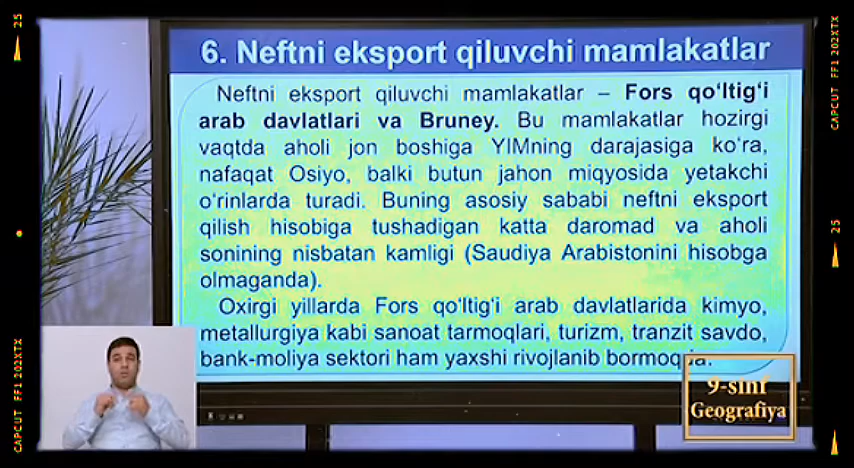 6. Neftni eksport qiluvchi mamlakatlar
Neftni eksport qiluvchi mamlakatlar – Fors qo‘ltig‘i
arab davlatlari va Bruney. Bu mamlakatlar hozirgi
vaqtda aholi jon boshiga YIMning darajasiga ko‘ra,
nafaqat Osiyo, balki butun jahon miqyosida yetakchi
o‘rinlarda turadi. Buning asosiy sababi neftni eksport
qilish hisobiga tushadigan katta daromad va aholi
sonining nisbatan kamligi (Saudiya Arabistonini hisobga
olmaganda).
Oxirgi yillarda Fors qo‘ltig‘i arab davlatlarida kimyo,
metallurgiya kabi sanoat tarmoqlari, turizm, tranzit savdo,
bank-moliya sektori ham yaxshi rivojlanib bormoqda.
9-sinf
Geografiya
25
CAPCUT FF1 202XTX
CAPCUT FF1 202XTX
25